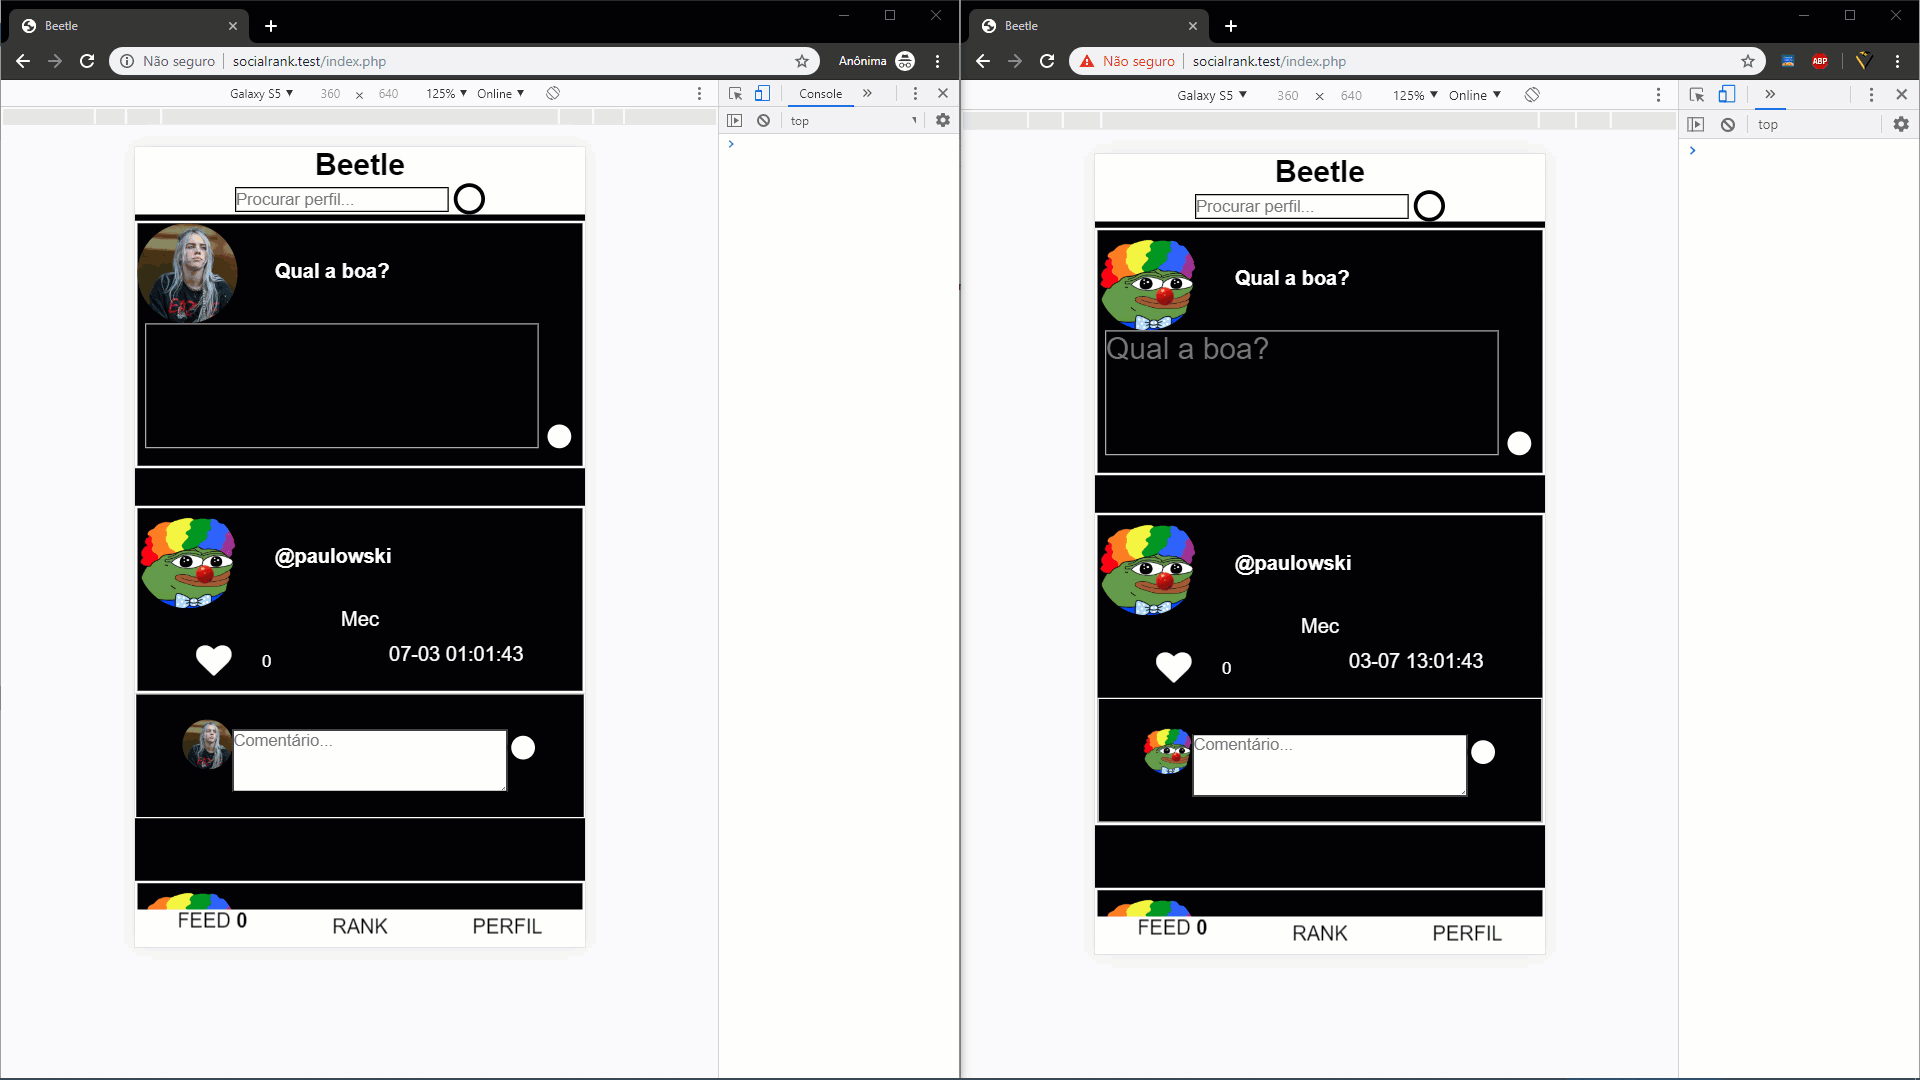 Beetle
Não seguro
socialrank.test/index.php
Anônima
Galaxy S5
360
×
640
125%
Online
Console
top
Beetle
Procurar perfil...
Qual a boa?
@paulowski
Mec
0
07-03 01:01:43
Comentário...
FEED 0
RANK
PERFIL
Beetle
Não seguro
socialrank.test/index.php
ABP
Galaxy S5
360
×
640
125%
Online
top
Beetle
Procurar perfil...
Qual a boa?
Qual a boa?
@paulowski
Mec
0
03-07 13:01:43
Comentário...
FEED 0
RANK
PERFIL